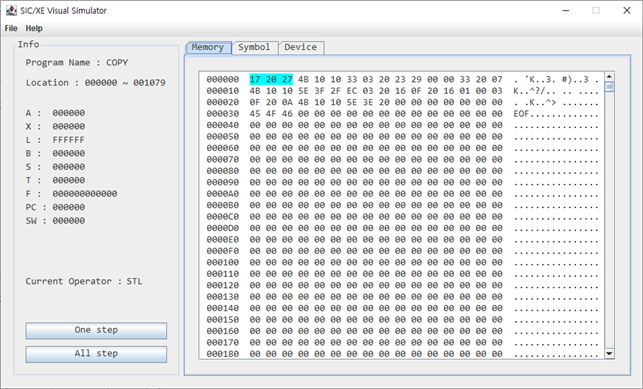 SIC/XE Visual Simulator
File Help
Info
Program Name : COPY
Location : 000000 ~ 001079
A : 000000
X : 000000
L : FFFFFF
B : 000000
S : 000000
T : 000000
F : 000000000000
PC : 000000
SW : 000000
Current Operator : STL
One step
All step
Memory Symbol Device
000000 17 20 27 4B 10 10 33 03 20 23 29 00 00 33 20 07 . 'K..3. #)..3 .
000010 4B 10 10 5E 3F 2F EC 03 20 16 0F 20 16 01 00 03 K..^?/.. .. ....
000020 0F 20 0A 4B 10 10 5E 3E 20 00 00 00 00 00 00 00 . .K..^> .......
000030 45 4F 46 00 00 00 00 00 00 00 00 00 00 00 00 00 EOF.............
000040 00 00 00 00 00 00 00 00 00 00 00 00 00 00 00 00 ................
000050 00 00 00 00 00 00 00 00 00 00 00 00 00 00 00 00 ................
000060 00 00 00 00 00 00 00 00 00 00 00 00 00 00 00 00 ................
000070 00 00 00 00 00 00 00 00 00 00 00 00 00 00 00 00 ................
000080 00 00 00 00 00 00 00 00 00 00 00 00 00 00 00 00 ................
000090 00 00 00 00 00 00 00 00 00 00 00 00 00 00 00 00 ................
0000A0 00 00 00 00 00 00 00 00 00 00 00 00 00 00 00 00 ................
0000B0 00 00 00 00 00 00 00 00 00 00 00 00 00 00 00 00 ................
0000C0 00 00 00 00 00 00 00 00 00 00 00 00 00 00 00 00 ................
0000D0 00 00 00 00 00 00 00 00 00 00 00 00 00 00 00 00 ................
0000E0 00 00 00 00 00 00 00 00 00 00 00 00 00 00 00 00 ................
0000F0 00 00 00 00 00 00 00 00 00 00 00 00 00 00 00 00 ................
000100 00 00 00 00 00 00 00 00 00 00 00 00 00 00 00 00 ................
000110 00 00 00 00 00 00 00 00 00 00 00 00 00 00 00 00 ................
000120 00 00 00 00 00 00 00 00 00 00 00 00 00 00 00 00 ................
000130 00 00 00 00 00 00 00 00 00 00 00 00 00 00 00 00 ................
000140 00 00 00 00 00 00 00 00 00 00 00 00 00 00 00 00 ................
000150 00 00 00 00 00 00 00 00 00 00 00 00 00 00 00 00 ................
000160 00 00 00 00 00 00 00 00 00 00 00 00 00 00 00 00 ................
000170 00 00 00 00 00 00 00 00 00 00 00 00 00 00 00 00 ................
000180 00 00 00 00 00 00 00 00 00 00 00 00 00 00 00 00 ................